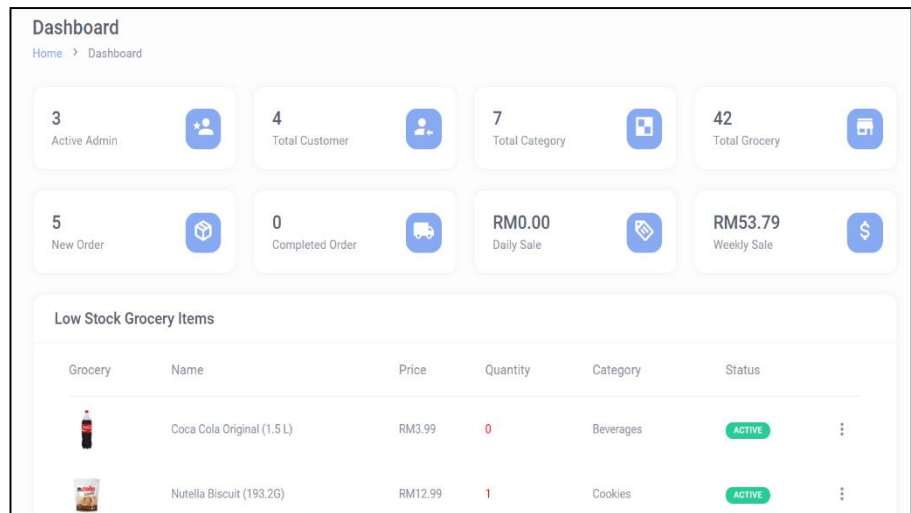 Dashboard
Home > Dashboard
3
Active Admin
4
Total Customer
7
Total Category
42
Total Grocery
5
New Order
0
Completed Order
RM0.00
Daily Sale
RM53.79
Weekly Sale
Low Stock Grocery Items
Grocery Name Price Quantity Category Status
Coca Cola Original (1.5 L) RM3.99 0 Beverages ACTIVE
nutella
Nutella Biscuit (193.2G) RM12.99 1 Cookies ACTIVE